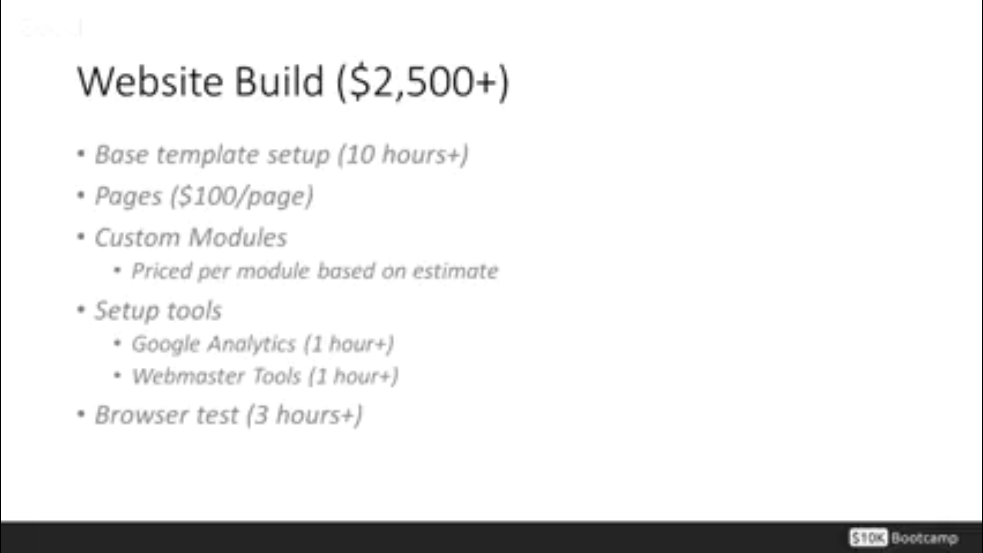 Website Build ($2,500+)
• Base template setup (10 hours+)
• Pages ($100/page)
• Custom Modules
• Priced per module based on estimate
• Setup tools
• Google Analytics (1 hour+)
• Webmaster Tools (1 hour+)
• Browser test (3 hours+)
$10K Bootcamp